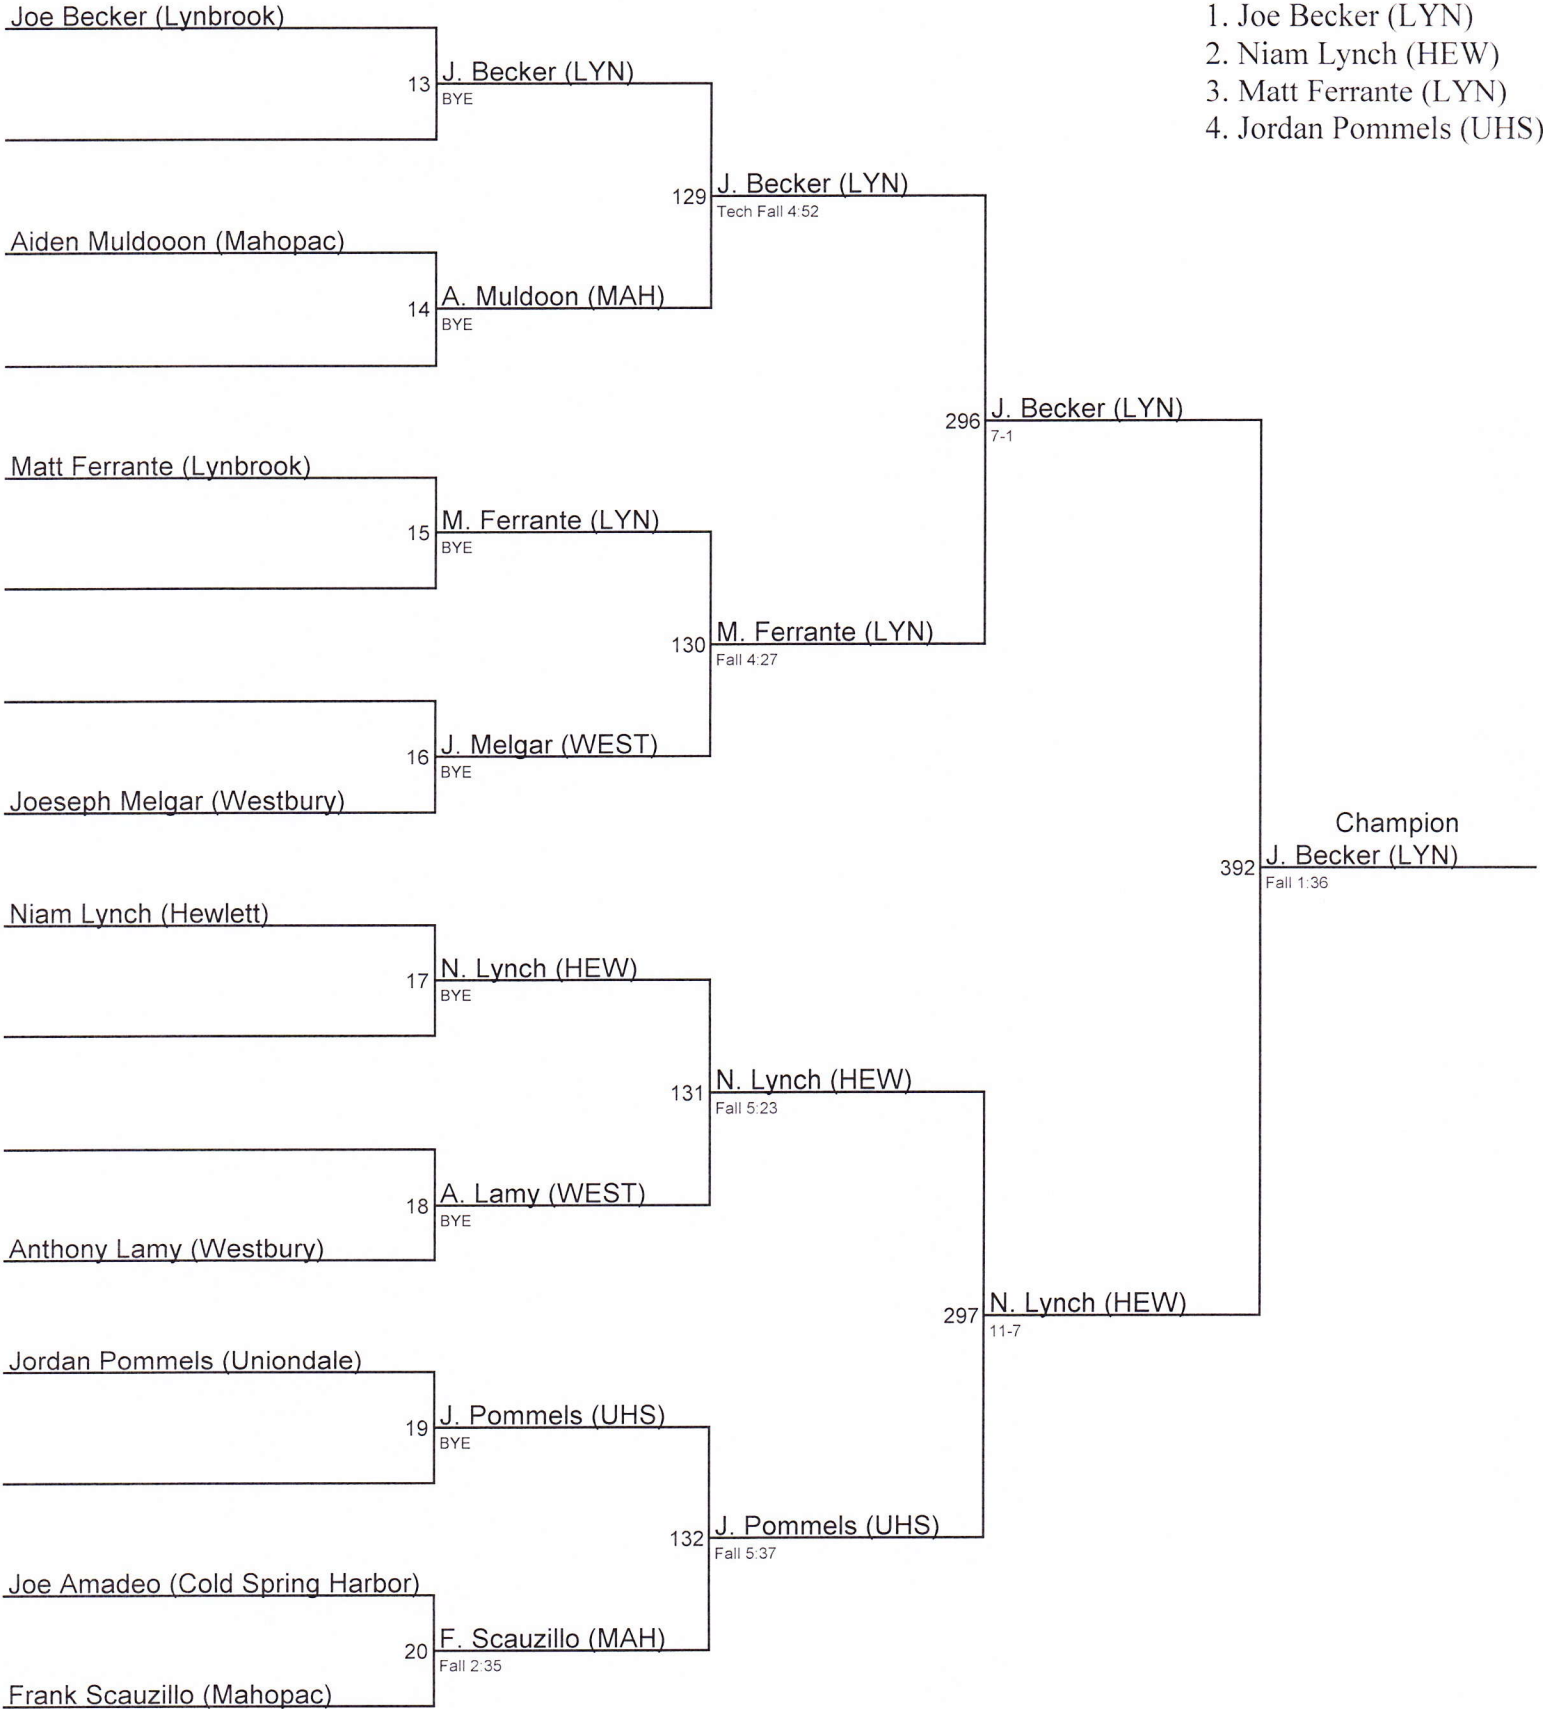 Joe Becker (Lynbrook)
13
J. Becker (LYN)
BYE
129
J. Becker (LYN)
Tech Fall 4:52
Aiden Muldooon (Mahopac)
14
A. Muldoon (MAH)
BYE
296
J. Becker (LYN)
7-1
Matt Ferrante (Lynbrook)
15
M. Ferrante (LYN)
BYE
130
M. Ferrante (LYN)
Fall 4:27
16
J. Melgar (WEST)
BYE
Joeseph Melgar (Westbury)
Champion
392
J. Becker (LYN)
Fall 1:36
Niam Lynch (Hewlett)
17
N. Lynch (HEW)
BYE
131
N. Lynch (HEW)
Fall 5:23
18
A. Lamy (WEST)
BYE
Anthony Lamy (Westbury)
297
N. Lynch (HEW)
11-7
Jordan Pommels (Uniondale)
19
J. Pommels (UHS)
BYE
132
J. Pommels (UHS)
Fall 5:37
Joe Amadeo (Cold Spring Harbor)
20
F. Scauzillo (MAH)
Fall 2:35
Frank Scauzillo (Mahopac)
1. Joe Becker (LYN)
2. Niam Lynch (HEW)
3. Matt Ferrante (LYN)
4. Jordan Pommels (UHS)